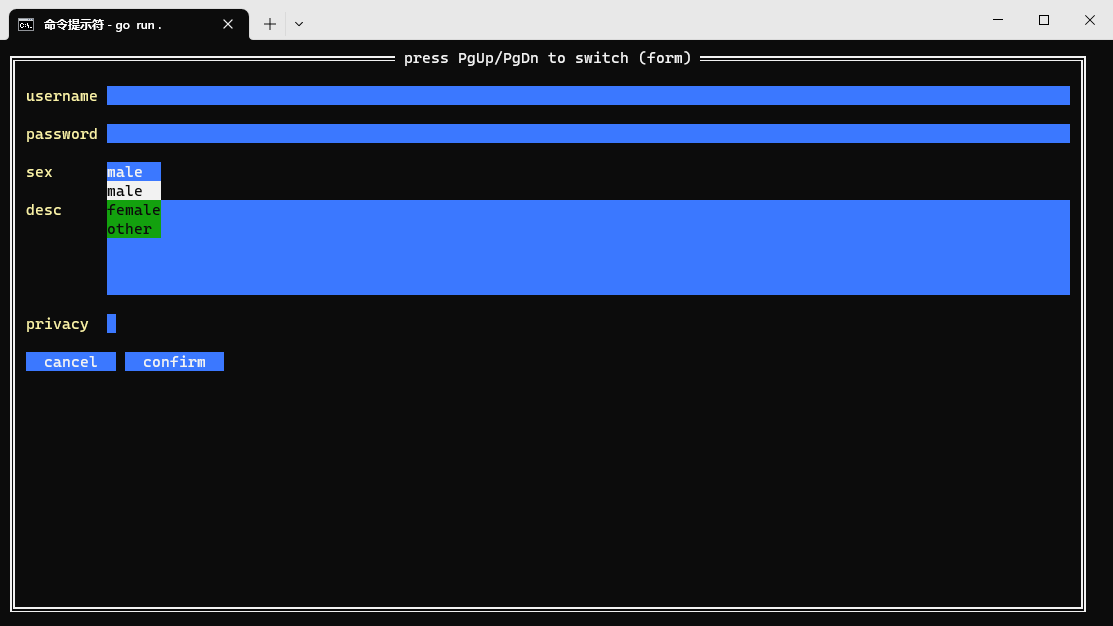 命令提示符 - go run .
press PgUp/PgDn to switch (form)
username
password
sex male
male
desc female
other
privacy
cancel confirm